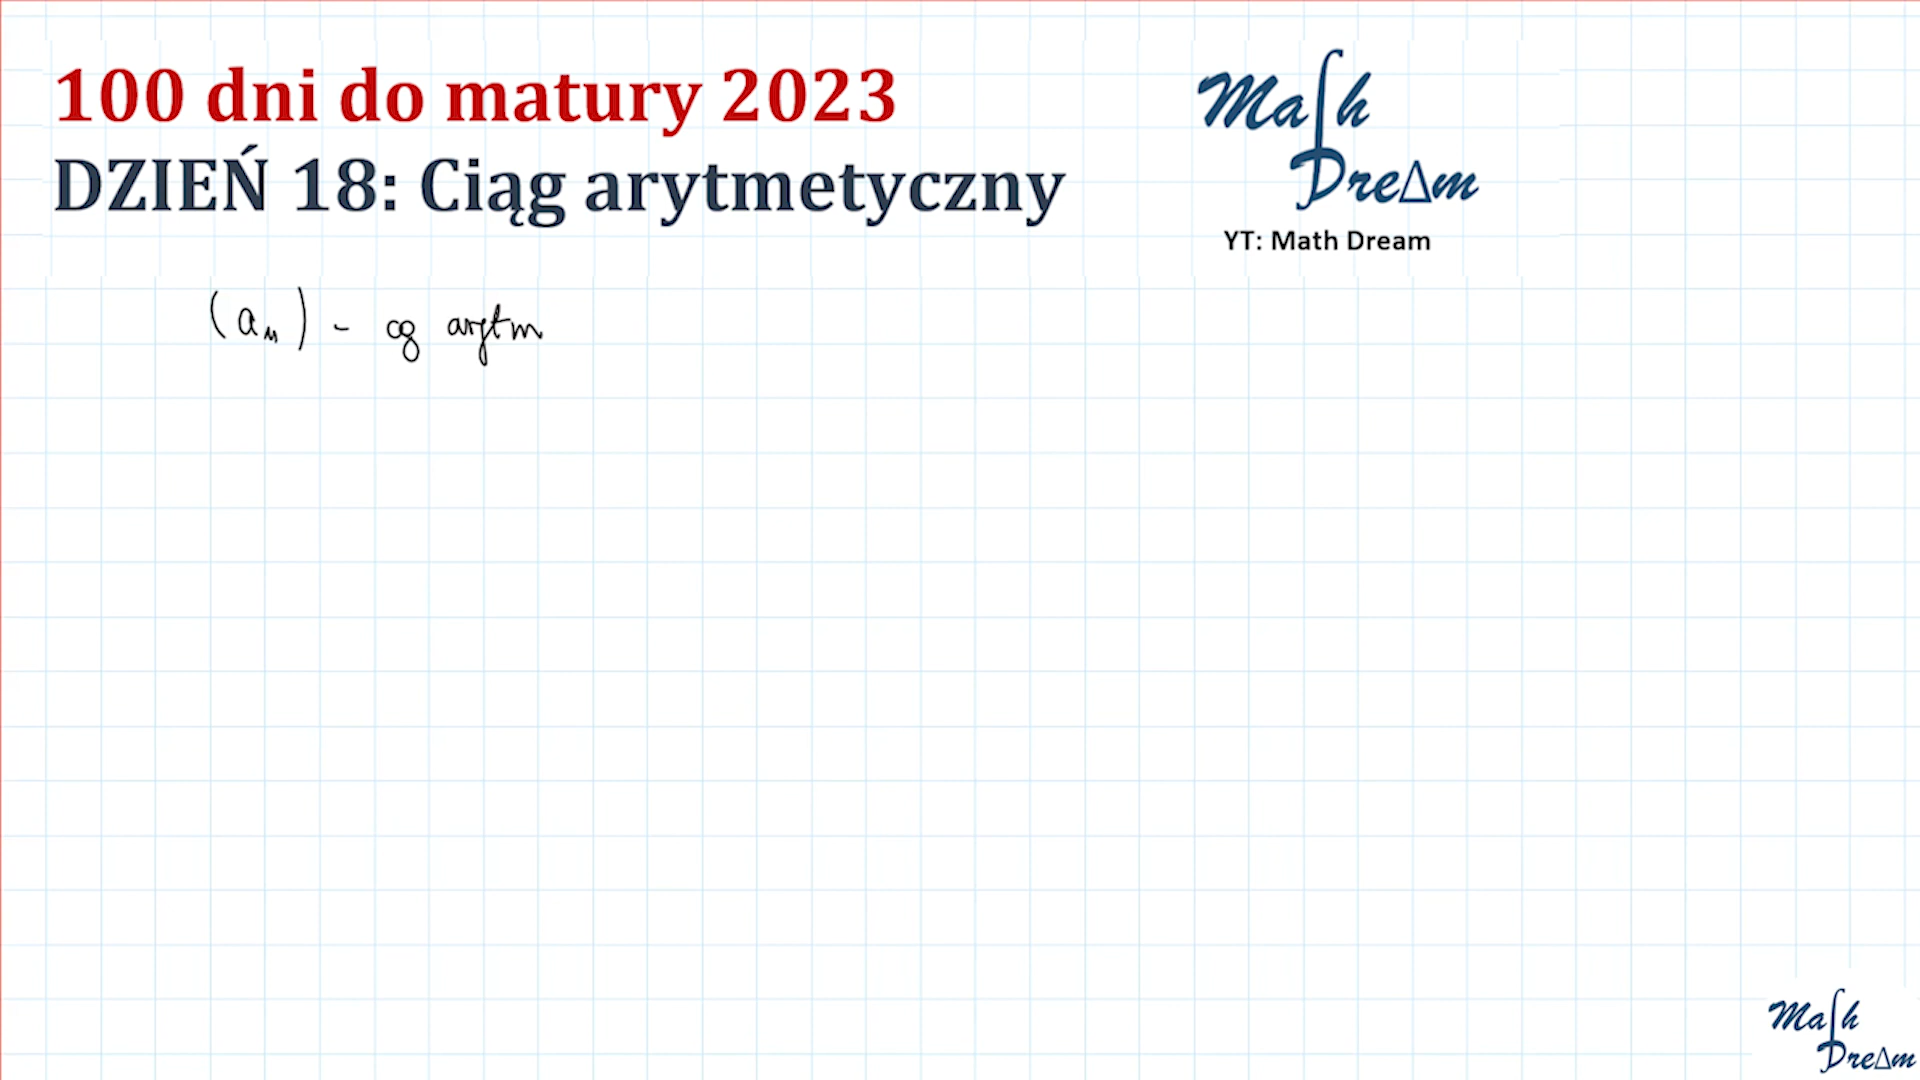 100 dni do matury 2023
DZIEŃ 18: Ciąg arytmetyczny
Math
Dream
YT: Math Dream
(aₙ) - cg arytm
Math
Dream